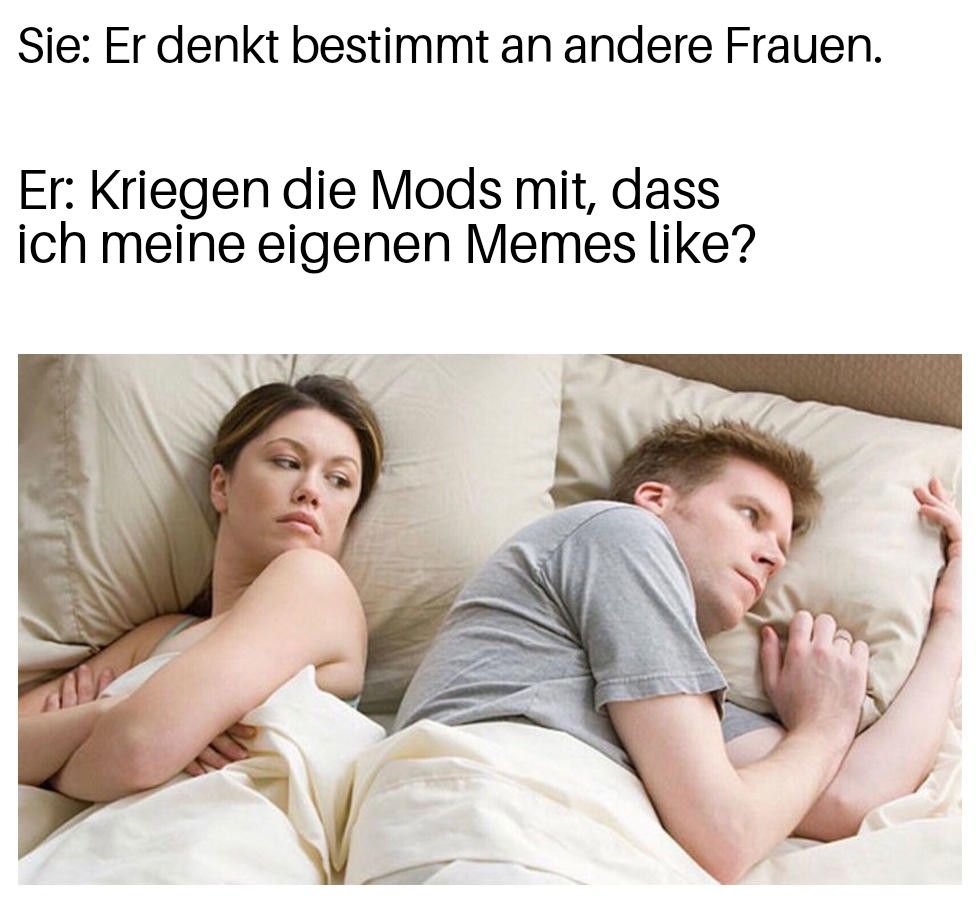 Sie: Er denkt bestimmt an andere Frauen.
Er: Kriegen die Mods mit, dass
ich meine eigenen Memes like?